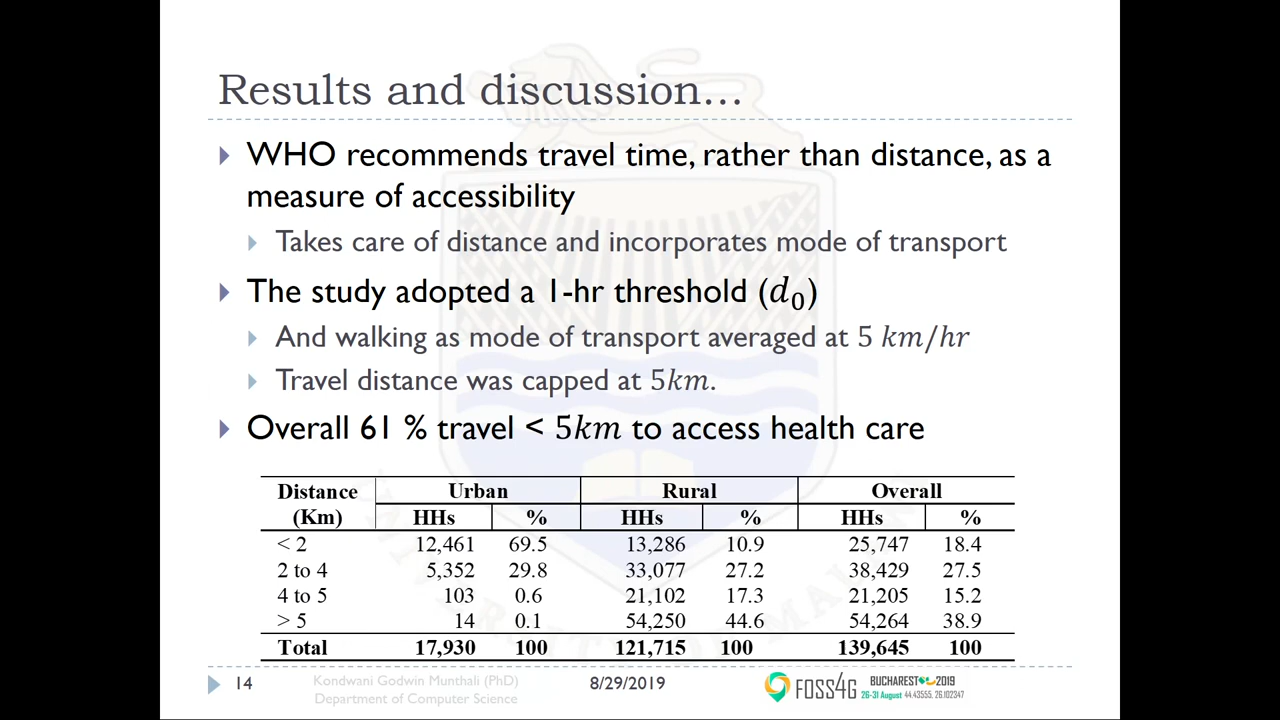 Results and discussion...
WHO recommends travel time, rather than distance, as a
measure of accessibility
Takes care of distance and incorporates mode of transport
The study adopted a 1-hr threshold (d₀)
And walking as mode of transport averaged at 5 km/hr
Travel distance was capped at 5km.
Overall 61 % travel < 5km to access health care
Distance (Km) Urban Rural Overall
HHs % HHs % HHs %
< 2 12,461 69.5 13,286 10.9 25,747 18.4
2 to 4 5,352 29.8 33,077 27.2 38,429 27.5
4 to 5 103 0.6 21,102 17.3 21,205 15.2
> 5 14 0.1 54,250 44.6 54,264 38.9
Total 17,930 100 121,715 100 139,645 100
14
Kondwani Godwin Munthali (PhD)
Department of Computer Science
8/29/2019
FOSS4G
BUCHAREST 2019
26-31 August 44.43555, 26.102347